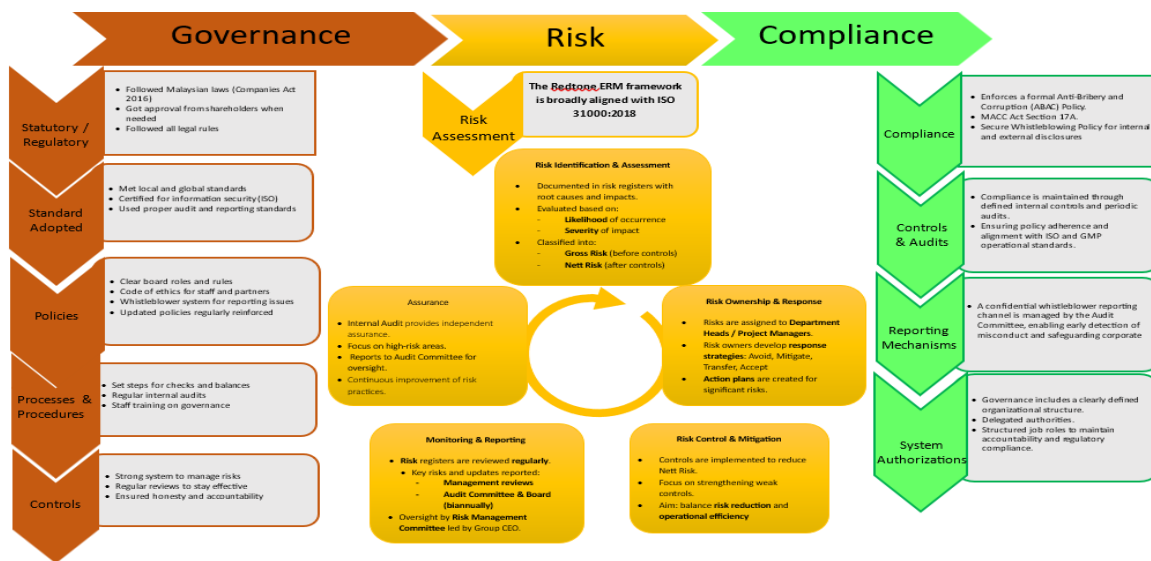 Governance
Risk
Compliance
Statutory /
Regulatory
• Followed Malaysian laws (Companies Act
2016)
• Got approval from shareholders when
needed
• Followed all legal rules
Standard
Adopted
• Met local and global standards
• Certified for information security (ISO)
• Used proper audit and reporting standards
Policies
• Clear board roles and rules
• Code of ethics for staff and partners
• Whistleblower system for reporting issues
• Updated policies regularly reinforced
Processes &
Procedures
• Set steps for checks and balances
• Regular internal audits
• Staff training on governance
Controls
• Strong system to manage risks
• Regular reviews to stay effective
• Ensured honesty and accountability
Risk
Assessment
The Redtone ERM framework
is broadly aligned with ISO
31000:2018
Risk Identification & Assessment
• Documented in risk registers with
root causes and impacts.
• Evaluated based on:
- Likelihood of occurrence
- Severity of impact
• Classified into:
- Gross Risk (before controls)
- Nett Risk (after controls)
Assurance
• Internal Audit provides independent
assurance.
• Focus on high-risk areas.
• Reports to Audit Committee for
oversight.
• Continuous improvement of risk
practices.
Risk Ownership & Response
• Risks are assigned to Department
Heads / Project Managers.
• Risk owners develop response
strategies: Avoid, Mitigate,
Transfer, Accept
• Action plans are created for
significant risks.
Monitoring & Reporting
• Risk registers are reviewed regularly.
• Key risks and updates reported:
- Management reviews
- Audit Committee & Board
(biannually)
• Oversight by Risk Management
Committee led by Group CEO.
Risk Control & Mitigation
• Controls are implemented to reduce
Nett Risk.
• Focus on strengthening weak
controls.
• Aim: balance risk reduction and
operational efficiency
Compliance
• Enforces a formal Anti-Bribery and
Corruption (ABAC) Policy.
• MACC Act Section 17A.
• Secure Whistleblowing Policy for internal
and external disclosures
Controls
& Audits
• Compliance is maintained through
defined internal controls and periodic
audits.
• Ensuring policy adherence and
alignment with ISO and GMP
operational standards.
Reporting
Mechanisms
• A confidential whistleblower reporting
channel is managed by the Audit
Committee, enabling early detection of
misconduct and safeguarding corporate
System
Authorizations
• Governance includes a clearly defined
organizational structure.
• Delegated authorities.
• Structured job roles to maintain
accountability and regulatory
compliance.